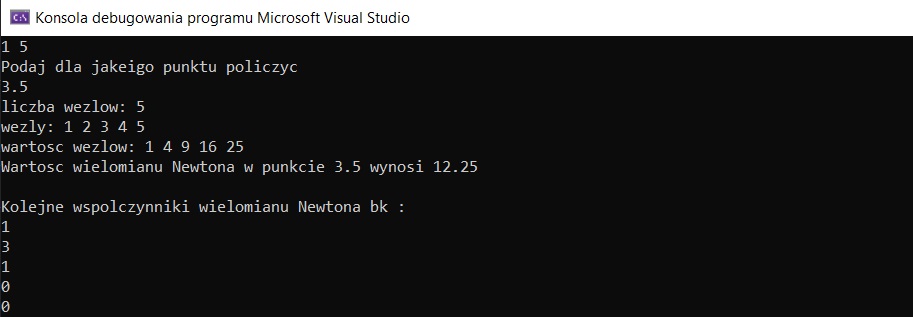 Konsola debugowania programu Microsoft Visual Studio
1 5
Podaj dla jakeigo punktu policzyc
3.5
liczba wezlow: 5
wezly: 1 2 3 4 5
wartosc wezlow: 1 4 9 16 25
Wartosc wielomianu Newtona w punkcie 3.5 wynosi 12.25
Kolejne wspolczynniki wielomianu Newtona bk :
1
3
1
0
0